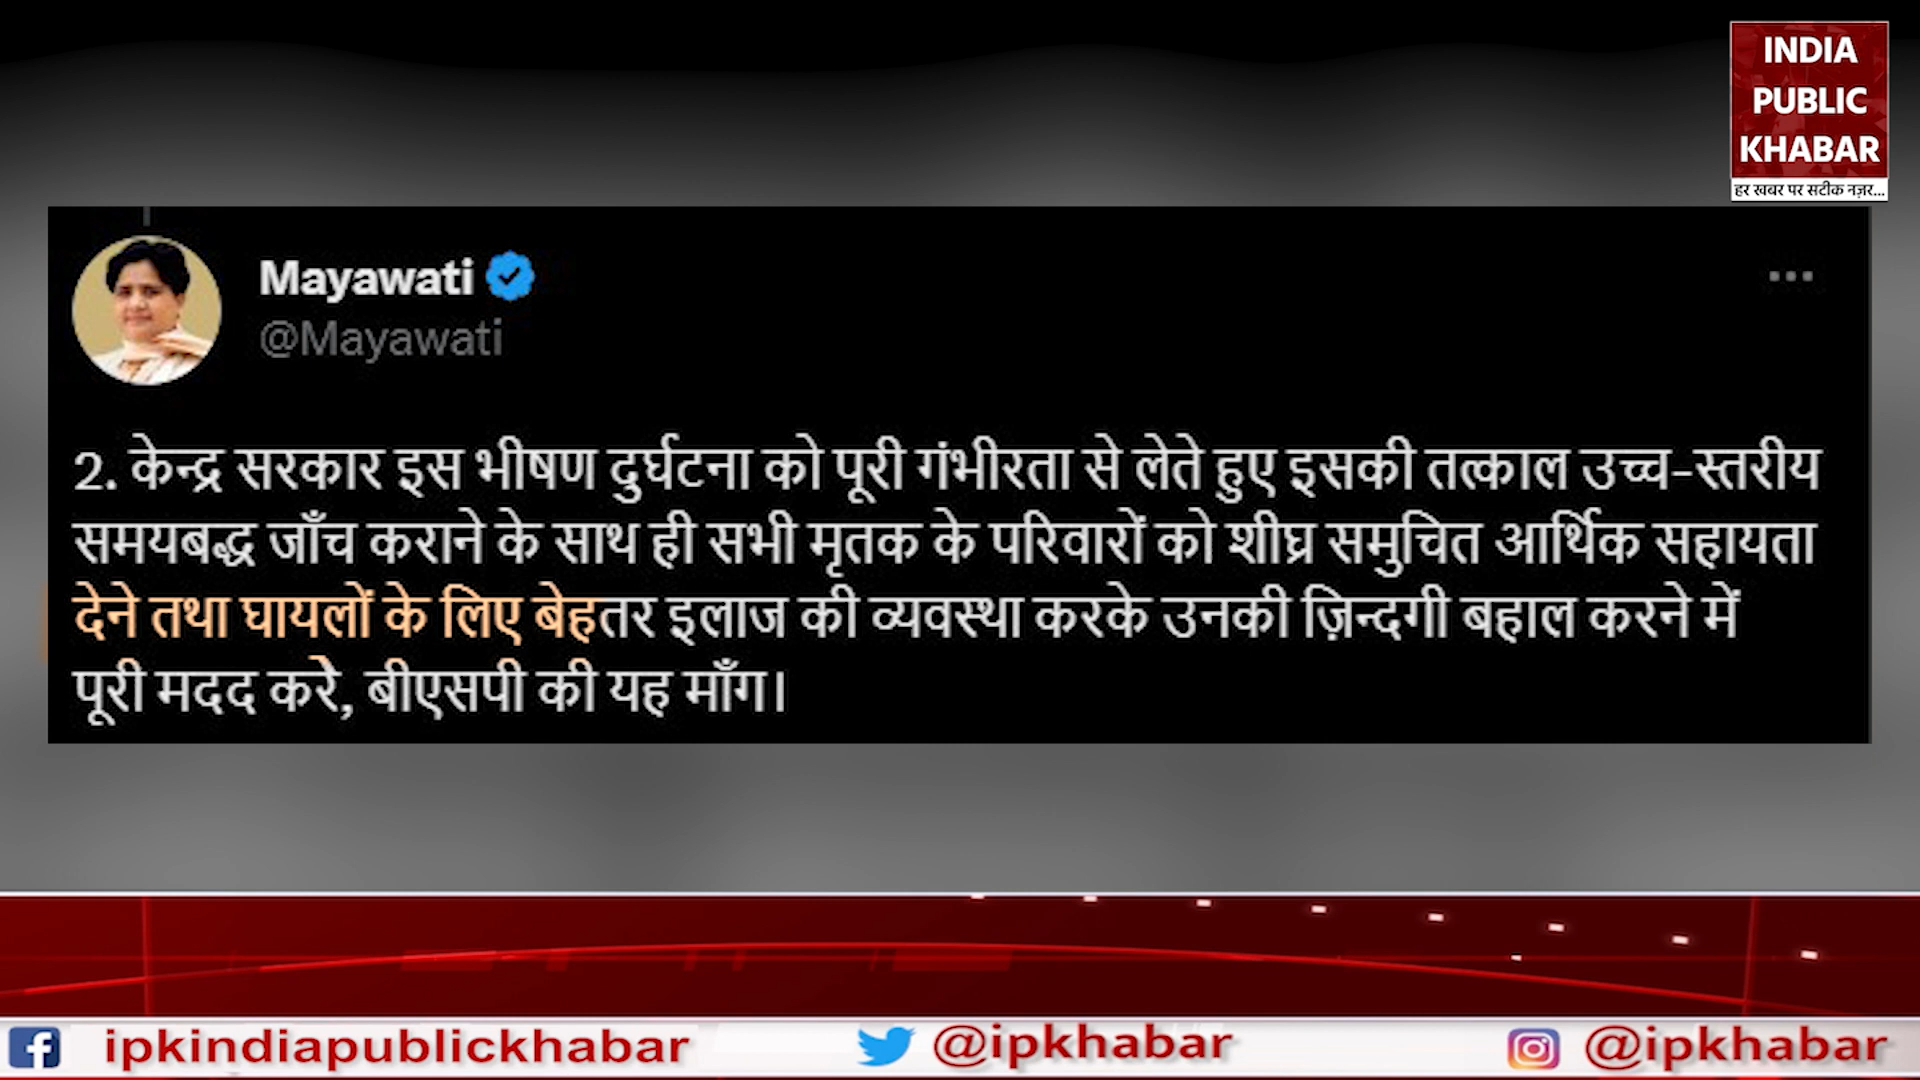 INDIA
PUBLIC
KHABAR
हर खबर पर सटीक नज़र...
Mayawati
@Mayawati
2. केन्द्र सरकार इस भीषण दुर्घटना को पूरी गंभीरता से लेते हुए इसकी तत्काल उच्च-स्तरीय
समयबद्ध जाँच कराने के साथ ही सभी मृतक के परिवारों को शीघ्र समुचित आर्थिक सहायता
देने तथा घायलों के लिए बेहतर इलाज की व्यवस्था करके उनकी ज़िन्दगी बहाल करने में
पूरी मदद करे, बीएसपी की यह माँग।
ipkindiapublickhabar
@ipkhabar
@ipkhabar